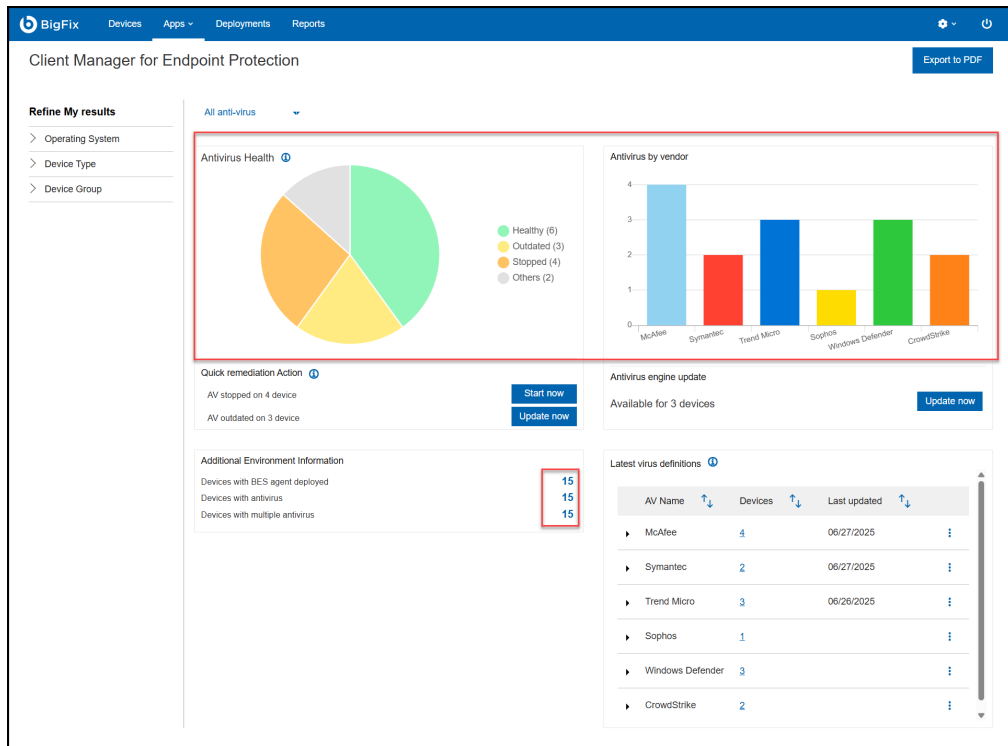 BigFix
Devices
Apps
Deployments
Reports
Client Manager for Endpoint Protection
Export to PDF
Refine My results
Operating System
Device Type
Device Group
All anti-virus
Antivirus Health
Healthy (6)
Outdated (3)
Stopped (4)
Others (2)
Antivirus by vendor
4
3
2
1
0
McAfee
Symantec
Trend Micro
Sophos
Windows Defender
CrowdStrike
Quick remediation Action
AV stopped on 4 device
Start now
AV outdated on 3 device
Update now
Antivirus engine update
Available for 3 devices
Update now
Additional Environment Information
Devices with BES agent deployed 15
Devices with antivirus 15
Devices with multiple antivirus 15
Latest virus definitions
AV Name Devices Last updated
McAfee 4 06/27/2025
Symantec 2 06/27/2025
Trend Micro 3 06/26/2025
Sophos 1
Windows Defender 3
CrowdStrike 2